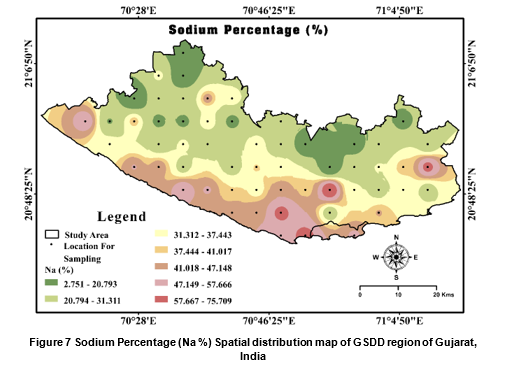 70°28'E 70°46'25"E 71°4'50"E
Sodium Percentage (%)
21°6'50"N 21°6'50"N
20°48'25"N 20°48'25"N
Legend
Study Area
Location For
Sampling
Na (%)
2.751 - 20.793
20.794 - 31.311
31.312 - 37.443
37.444 - 41.017
41.018 - 47.148
47.149 - 57.666
57.667 - 75.709
N
W E
S
0 10 20 Kms
70°28'E 70°46'25"E 71°4'50"E
Figure 7 Sodium Percentage (Na %) Spatial distribution map of GSDD region of Gujarat,
India